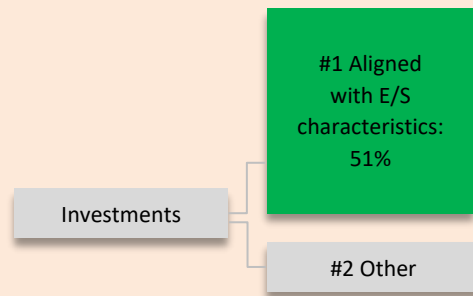 #1 Aligned
with E/S
characteristics:
51%
Investments
#2 Other